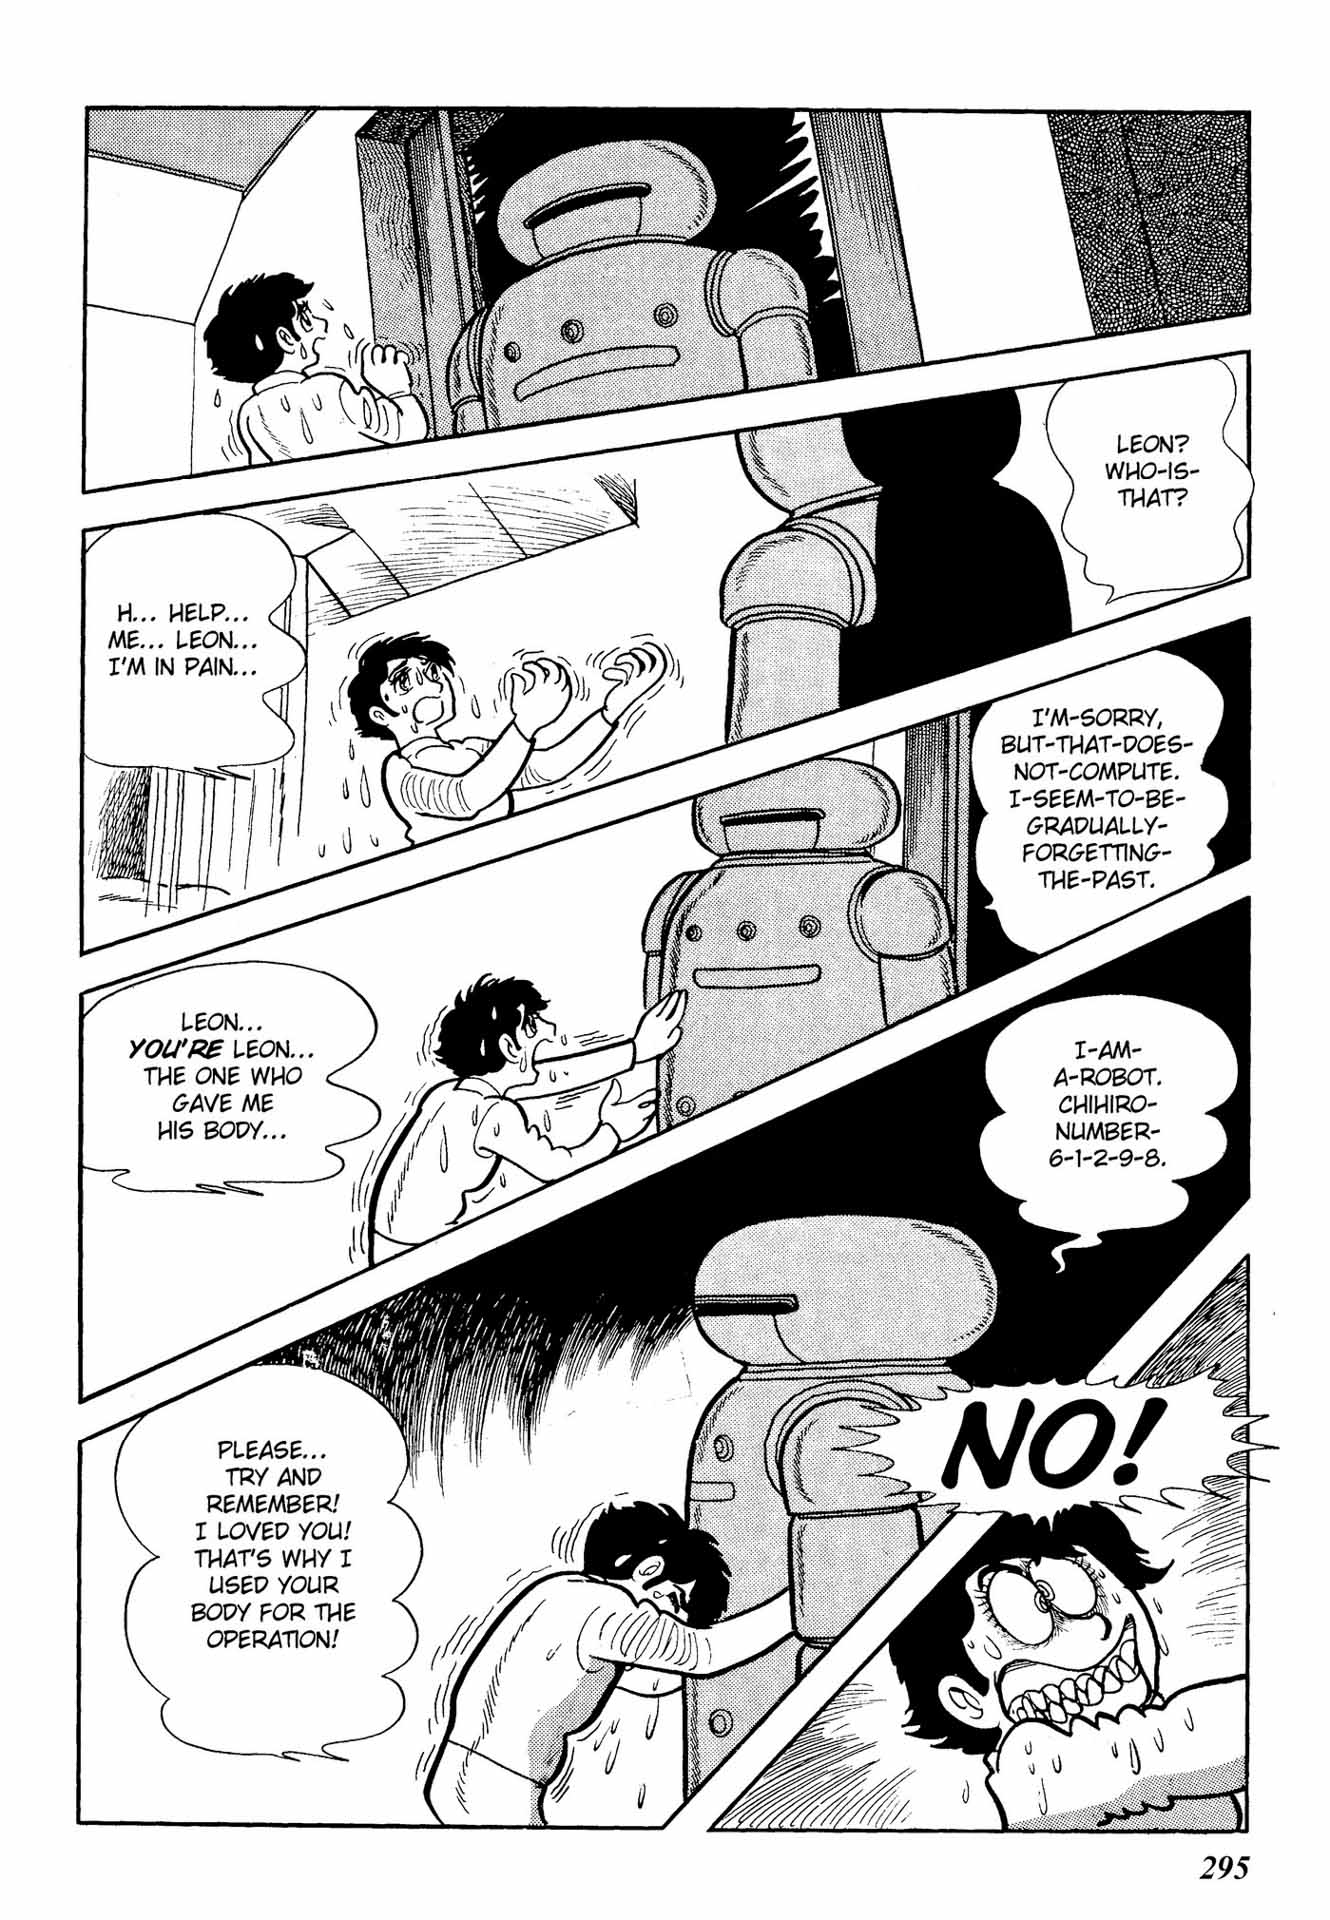 H... HELP...
ME... LEON...
I'M IN PAIN...
LEON?
WHO-IS-
THAT?
LEON...
YOU'RE LEON...
THE ONE WHO
GAVE ME
HIS BODY...
I'M-SORRY,
BUT-THAT-DOES-
NOT-COMPUTE.
I-SEEM-TO-BE-
GRADUALLY-
FORGETTING-
THE-PAST.
PLEASE...
TRY AND
REMEMBER!
I LOVED YOU!
THAT'S WHY I
USED YOUR
BODY FOR THE
OPERATION!
I-AM-
A-ROBOT.
CHIHIRO-
NUMBER-
6-1-2-9-8.
NO!
295